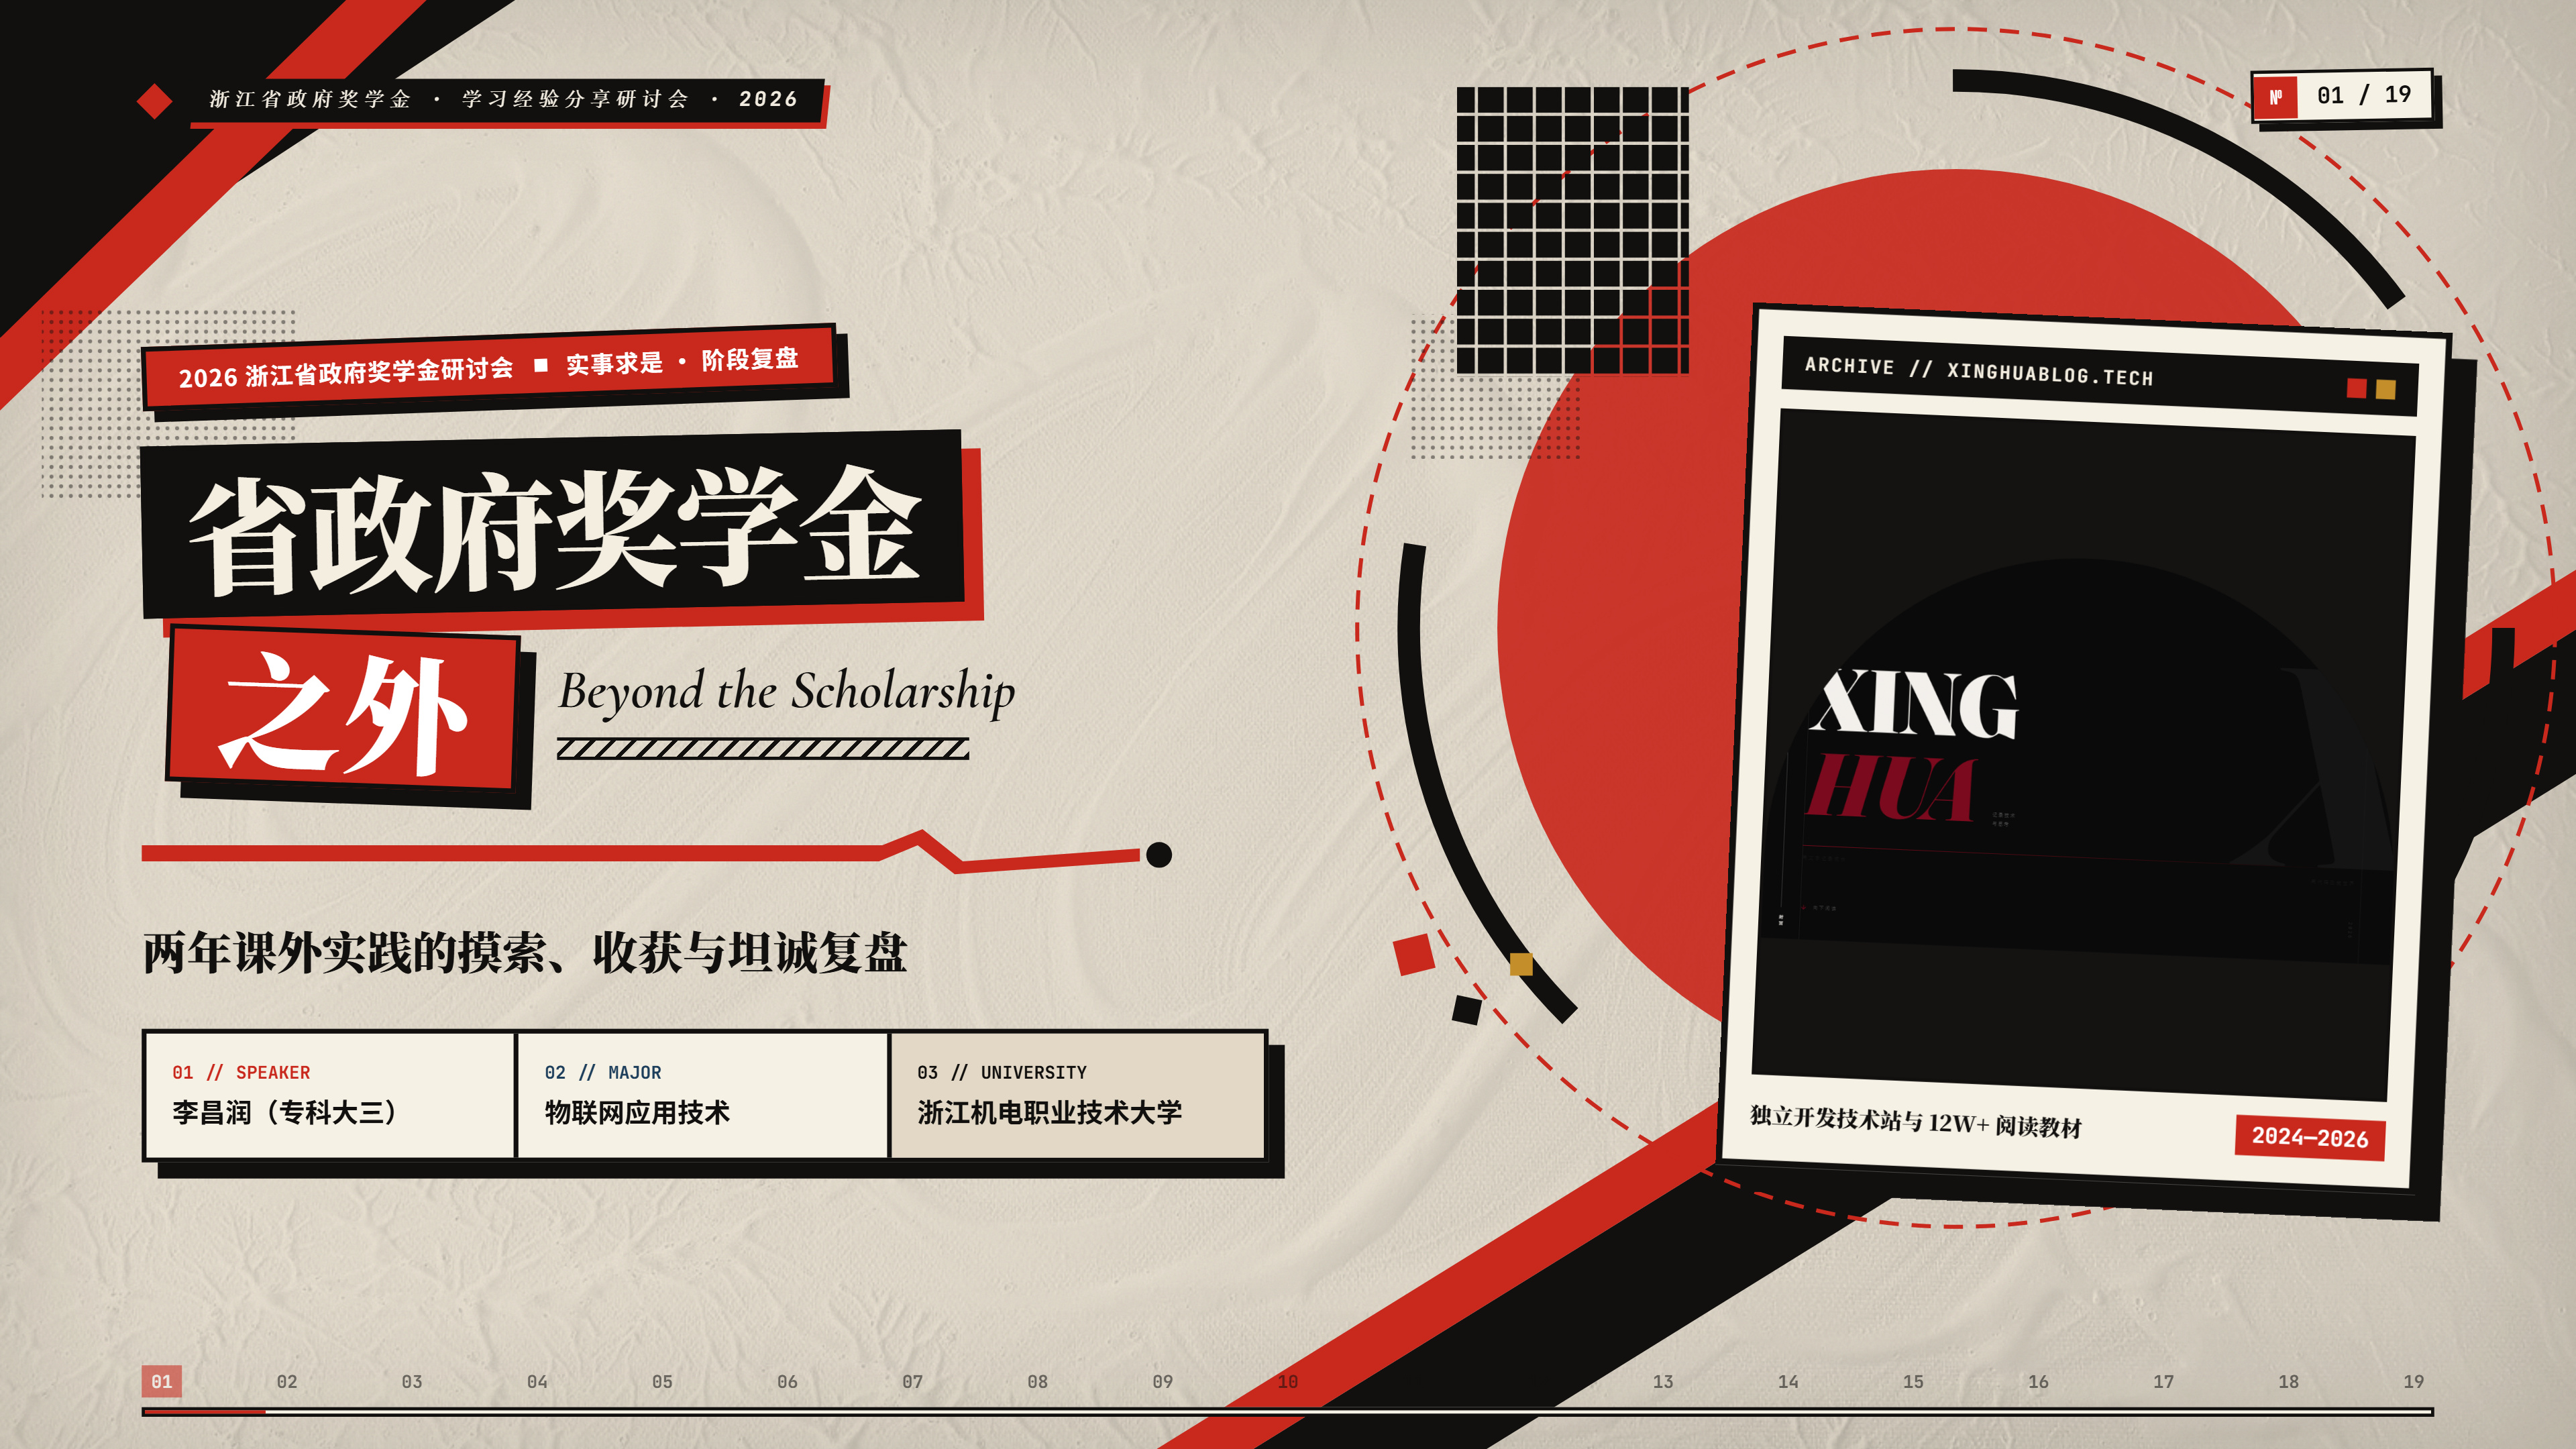 浙江省政府奖学金 · 学习经验分享研讨会 · 2026
№ 01 / 19
2026 浙江省政府奖学金研讨会 ■ 实事求是 · 阶段复盘
省政府奖学金
之外
Beyond the Scholarship
两年课外实践的摸索、收获与坦诚复盘
01 // SPEAKER
李昌润（专科大三）
02 // MAJOR
物联网应用技术
03 // UNIVERSITY
浙江机电职业技术大学
ARCHIVE // XINGHUABLOG.TECH
XING
HUA
独立开发技术站与 12W+ 阅读教材
2024—2026
01 02 03 04 05 06 07 08 09 10 13 14 15 16 17 18 19